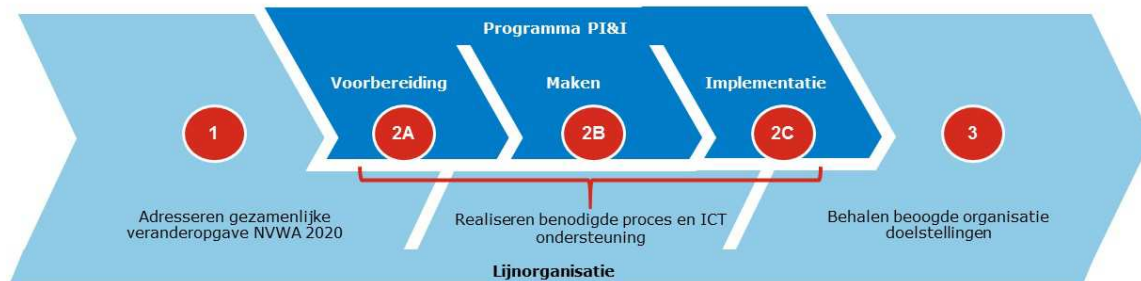 Programma PI&I
Voorbereiding
Maken
Implementatie
1
2A
2B
2C
3
Adresseren gezamenlijke
veranderopgave NVWA 2020
Realiseren benodigde proces en ICT
ondersteuning
Behalen beoogde organisatie
doelstellingen
Lijnorganisatie